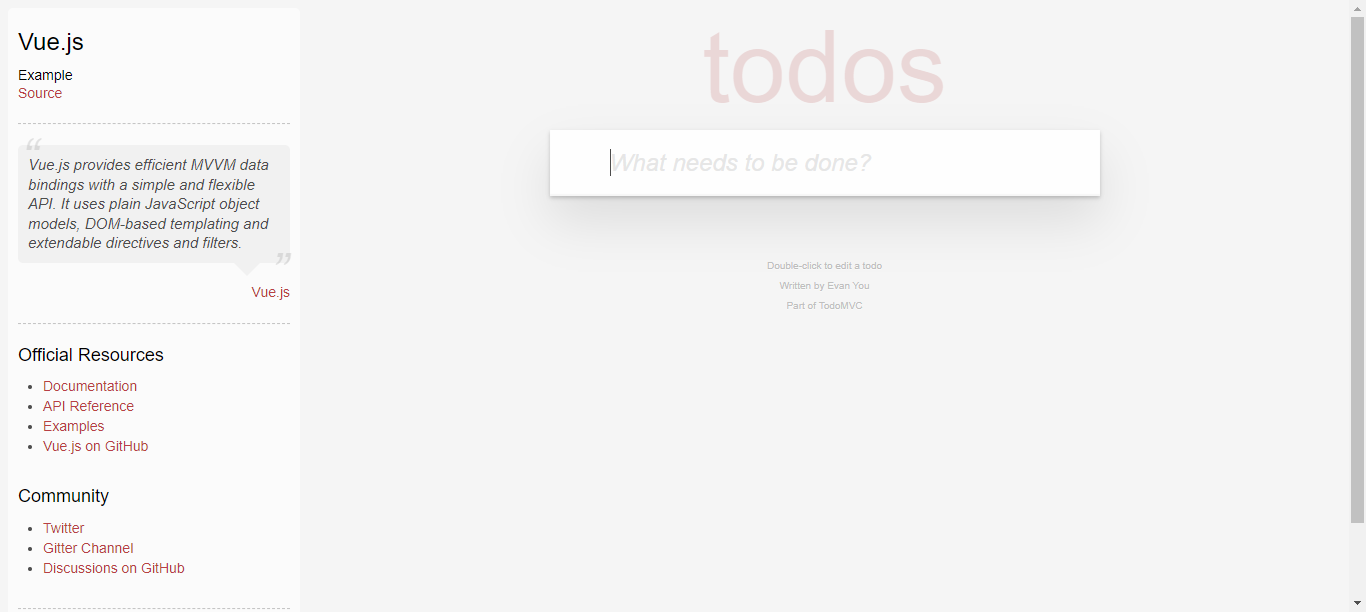 Vue.js
Example
Source
“
Vue.js provides efficient MVVM data
bindings with a simple and flexible
API. It uses plain JavaScript object
models, DOM-based templating and
extendable directives and filters.
”
Vue.js
Official Resources
Documentation
API Reference
Examples
Vue.js on GitHub
Community
Twitter
Gitter Channel
Discussions on GitHub
todos
What needs to be done?
Double-click to edit a todo
Written by Evan You
Part of TodoMVC